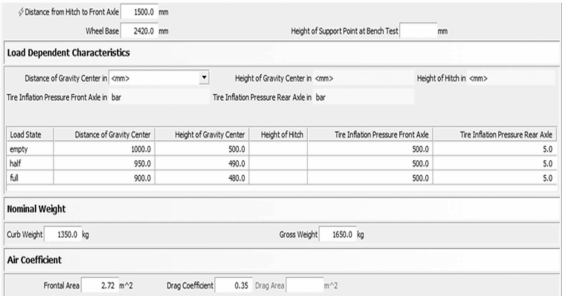 Distance from Hitch to Front Axle 1500.0 mm
Wheel Base 2420.0 mm Height of Support Point at Bench Test mm
Load Dependent Characteristics
Distance of Gravity Center in <mm> Height of Gravity Center in <mm> Height of Hitch in <mm>
Tire Inflation Pressure Front Axle in bar Tire Inflation Pressure Rear Axle in bar
Load State Distance of Gravity Center Height of Gravity Center Height of Hitch Tire Inflation Pressure Front Axle Tire Inflation Pressure Rear Axle
empty 1000.0 500.0 500.0 5.0
half 950.0 490.0 500.0 5.0
full 900.0 480.0 500.0 5.0
Nominal Weight
Curb Weight 1350.0 kg Gross Weight 1650.0 kg
Air Coefficient
Frontal Area 2.72 m^2 Drag Coefficient 0.35 Drag Area m^2